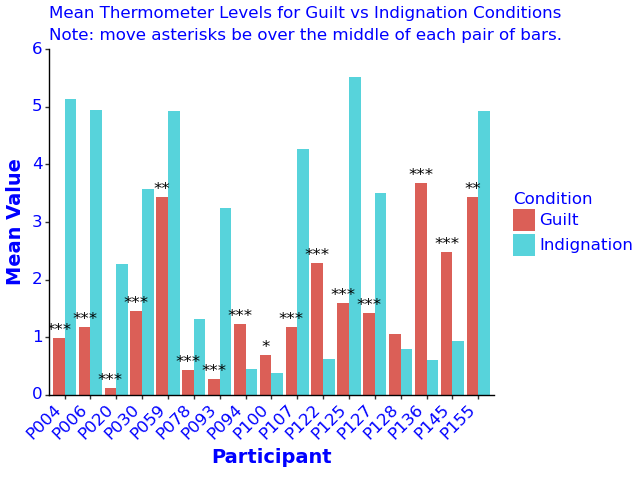 Mean Thermometer Levels for Guilt vs Indignation Conditions
Note: move asterisks be over the middle of each pair of bars.
Mean Value
6
5
4
3
2
1
0
*** *** *** *** ** *** *** *** * *** *** *** *** *** *** **
P004 P006 P020 P030 P059 P078 P093 P094 P100 P107 P122 P125 P127 P128 P136 P145 P155
Participant
Condition
Guilt
Indignation